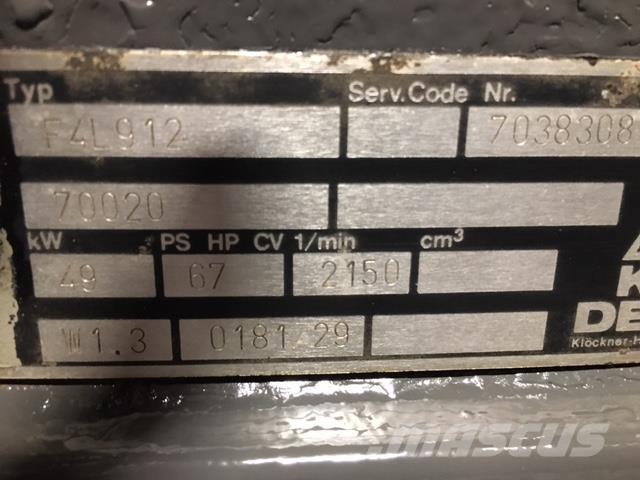 Typ Serv.Code Nr.
F4L912 7038308
70020
kW PS HP CV 1/min cm³
49 67 2150
W1.3 0181/29
DE
Klöckner-H
MASCUS